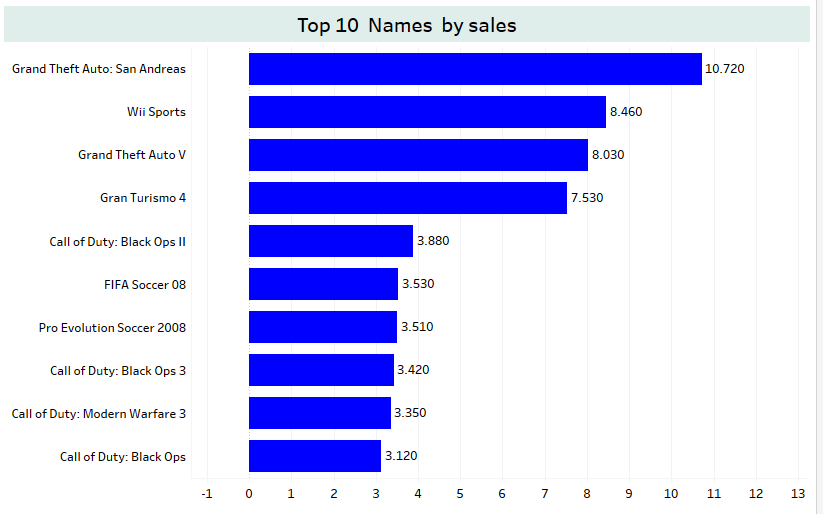 Top 10 Names by sales
Grand Theft Auto: San Andreas 10.720
Wii Sports 8.460
Grand Theft Auto V 8.030
Gran Turismo 4 7.530
Call of Duty: Black Ops II 3.880
FIFA Soccer 08 3.530
Pro Evolution Soccer 2008 3.510
Call of Duty: Black Ops 3 3.420
Call of Duty: Modern Warfare 3 3.350
Call of Duty: Black Ops 3.120
-1 0 1 2 3 4 5 6 7 8 9 10 11 12 13